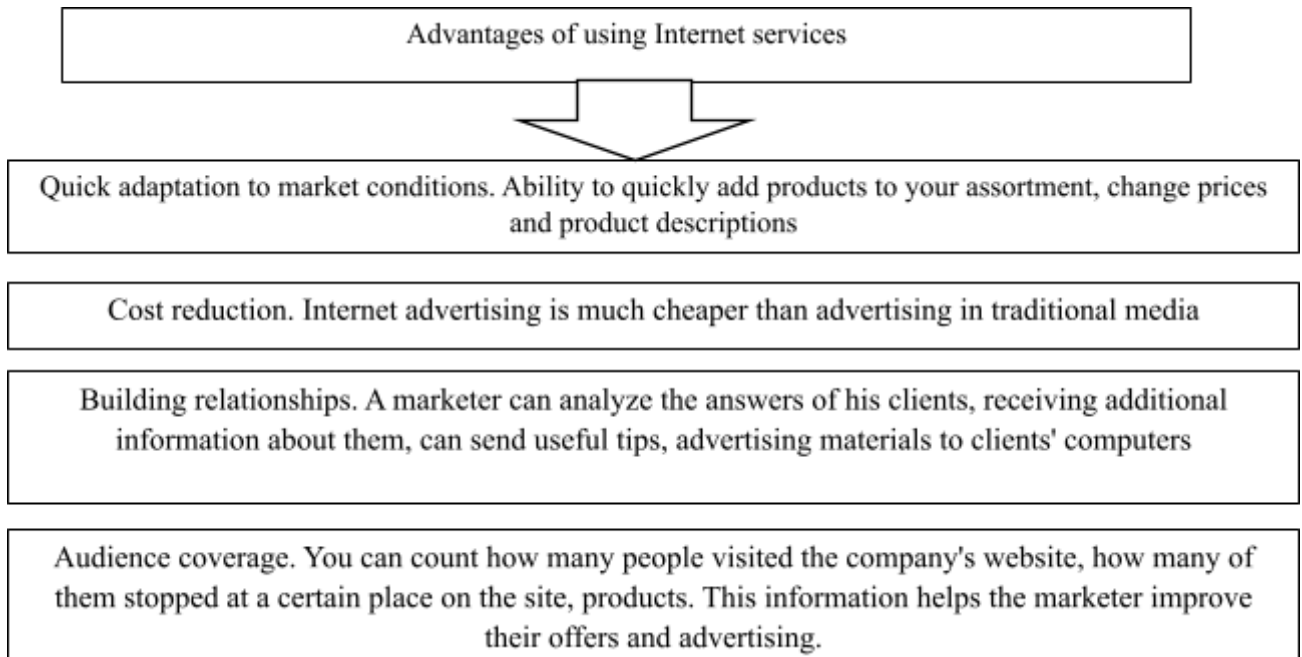 Advantages of using Internet services
Quick adaptation to market conditions. Ability to quickly add products to your assortment, change prices
and product descriptions
Cost reduction. Internet advertising is much cheaper than advertising in traditional media
Building relationships. A marketer can analyze the answers of his clients, receiving additional
information about them, can send useful tips, advertising materials to clients' computers
Audience coverage. You can count how many people visited the company's website, how many of
them stopped at a certain place on the site, products. This information helps the marketer improve
their offers and advertising.